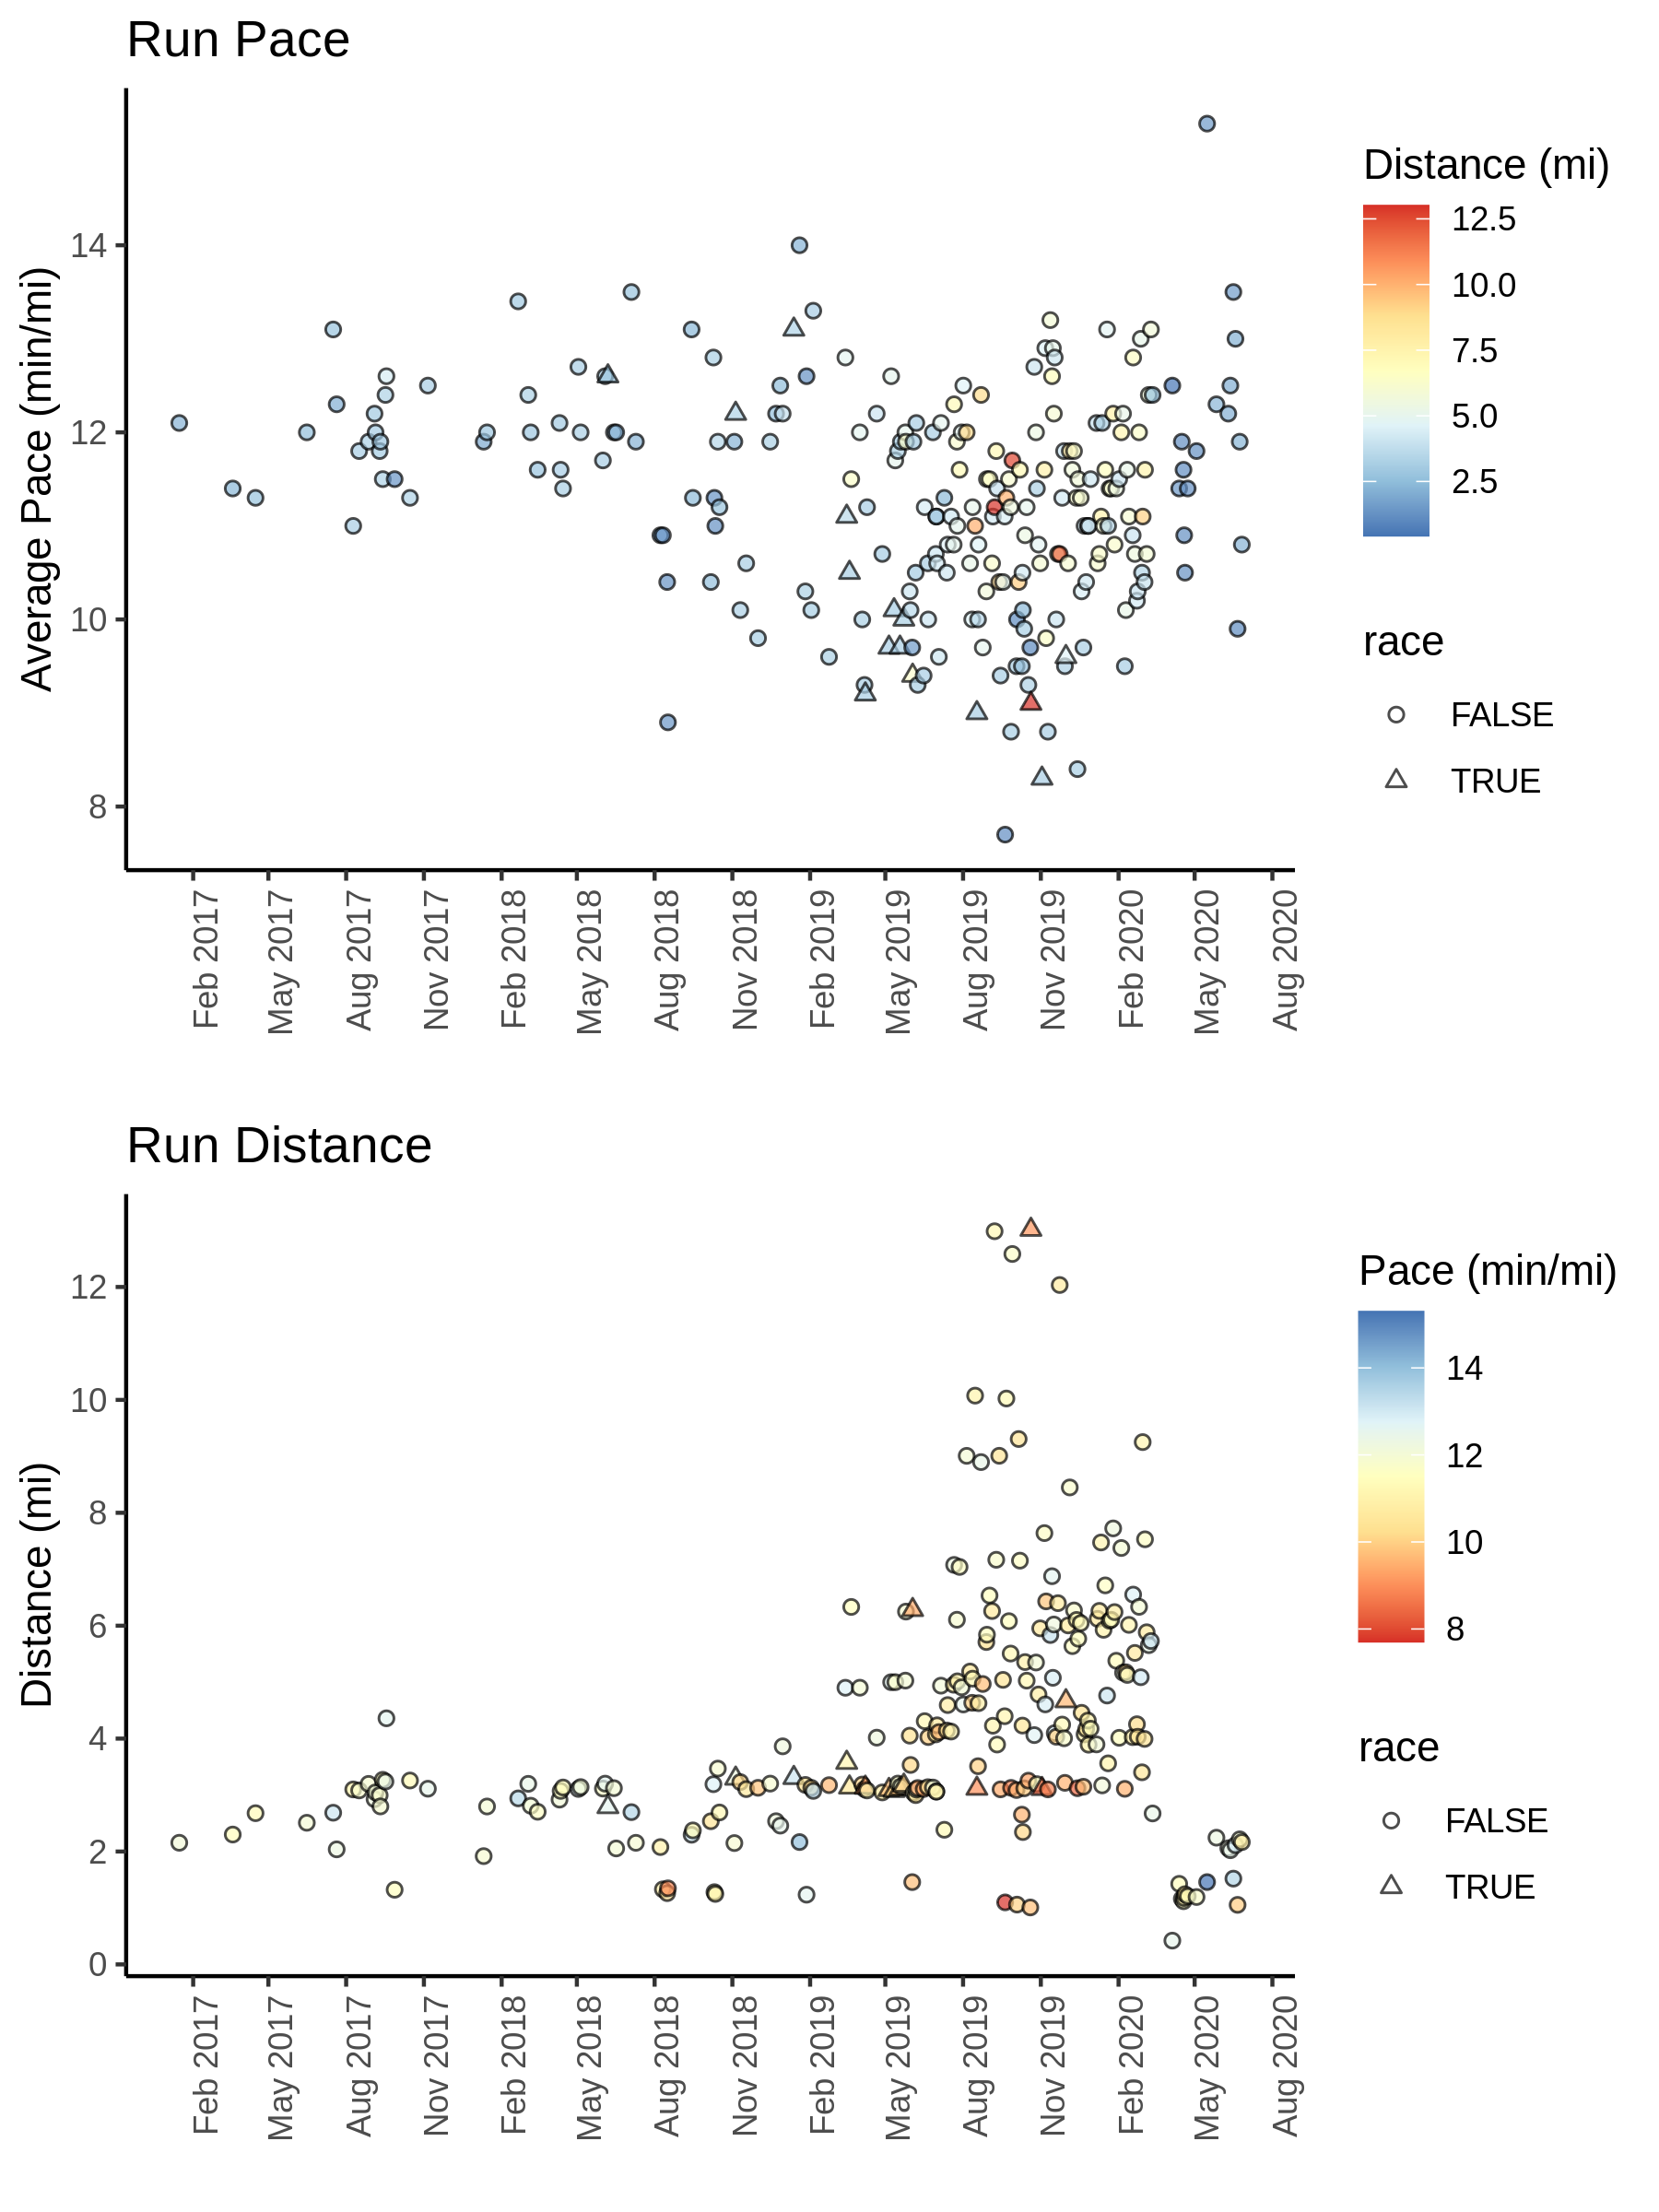 Run Pace
Average Pace (min/mi)
14
12
10
8
Feb 2017
May 2017
Aug 2017
Nov 2017
Feb 2018
May 2018
Aug 2018
Nov 2018
Feb 2019
May 2019
Aug 2019
Nov 2019
Feb 2020
May 2020
Aug 2020
Distance (mi)
12.5
10.0
7.5
5.0
2.5
race
FALSE
TRUE
Run Distance
Distance (mi)
12
10
8
6
4
2
0
Feb 2017
May 2017
Aug 2017
Nov 2017
Feb 2018
May 2018
Aug 2018
Nov 2018
Feb 2019
May 2019
Aug 2019
Nov 2019
Feb 2020
May 2020
Aug 2020
Pace (min/mi)
14
12
10
8
race
FALSE
TRUE